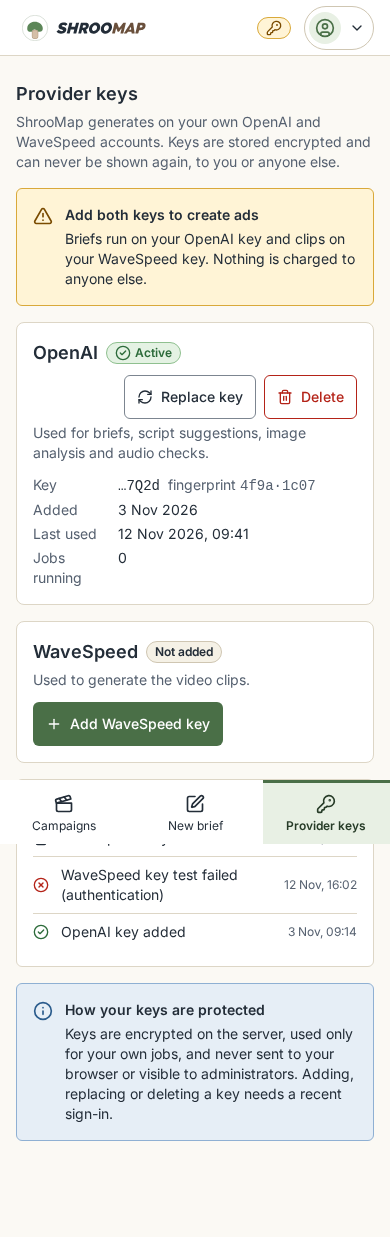 SHROOMAP
Provider keys
ShrooMap generates on your own OpenAI and
WaveSpeed accounts. Keys are stored encrypted and
can never be shown again, to you or anyone else.
Add both keys to create ads
Briefs run on your OpenAI key and clips on
your WaveSpeed key. Nothing is charged to
anyone else.
OpenAI Active
Replace key Delete
Used for briefs, script suggestions, image
analysis and audio checks.
Key …7Q2d fingerprint 4f9a·1c07
Added 3 Nov 2026
Last used 12 Nov 2026, 09:41
Jobs 0
running
WaveSpeed Not added
Used to generate the video clips.
Add WaveSpeed key
Campaigns New brief Provider keys
WaveSpeed key test failed 12 Nov, 16:02
(authentication)
OpenAI key added 3 Nov, 09:14
How your keys are protected
Keys are encrypted on the server, used only
for your own jobs, and never sent to your
browser or visible to administrators. Adding,
replacing or deleting a key needs a recent
sign-in.